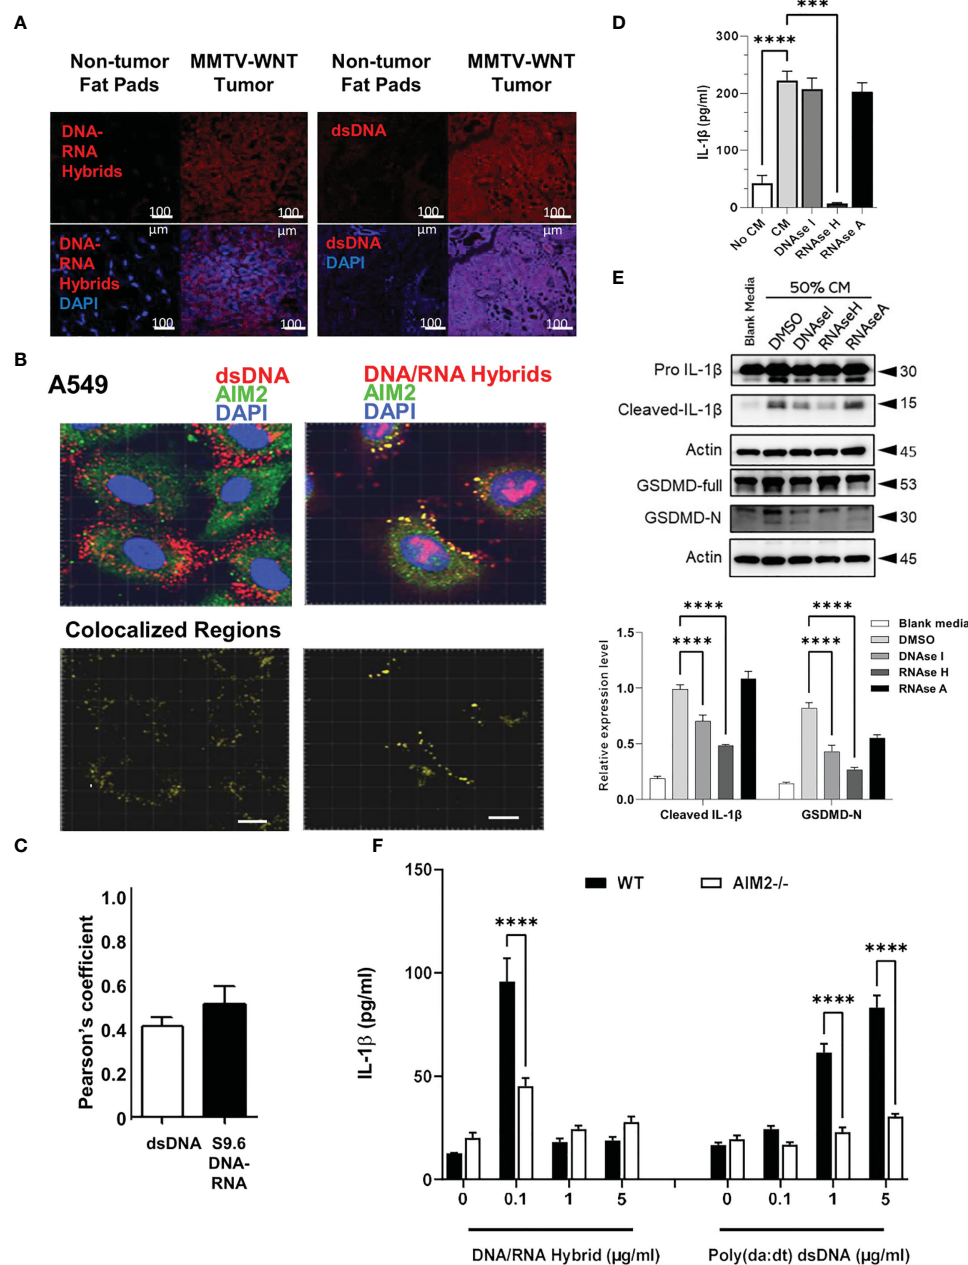 A
Non-tumor
Fat Pads
MMTV-WNT
Tumor
Non-tumor
Fat Pads
MMTV-WNT
Tumor
DNA-
RNA
Hybrids
dsDNA
100
100
100
100
µm
µm
DNA-
RNA
Hybrids
DAPI
dsDNA
DAPI
100
100
100
100
B
A549
dsDNA
AIM2
DAPI
DNA/RNA Hybrids
AIM2
DAPI
Colocalized Regions
C
Pearson's coefficient
1.0
0.8
0.6
0.4
0.2
0
dsDNA
S9.6
DNA-
RNA
D
***
****
IL-1β (pg/ml)
300
200
100
0
No CM
CM
DNAse I
RNAse H
RNAse A
E
50% CM
Blank Media
DMSO
DNAseI
RNAseH
RNAseA
Pro IL-1β
30
Cleaved-IL-1β
15
Actin
45
GSDMD-full
53
GSDMD-N
30
Actin
45
Relative expression level
1.5
1.0
0.5
0.0
****
****
****
****
Cleaved IL-1β
GSDMD-N
Blank media
DMSO
DNAse I
RNAse H
RNAse A
F
IL-1β (pg/ml)
150
100
50
0
WT
AIM2-/-
****
****
****
0
0.1
1
5
0
0.1
1
5
DNA/RNA Hybrid (µg/ml)
Poly(da:dt) dsDNA (µg/ml)